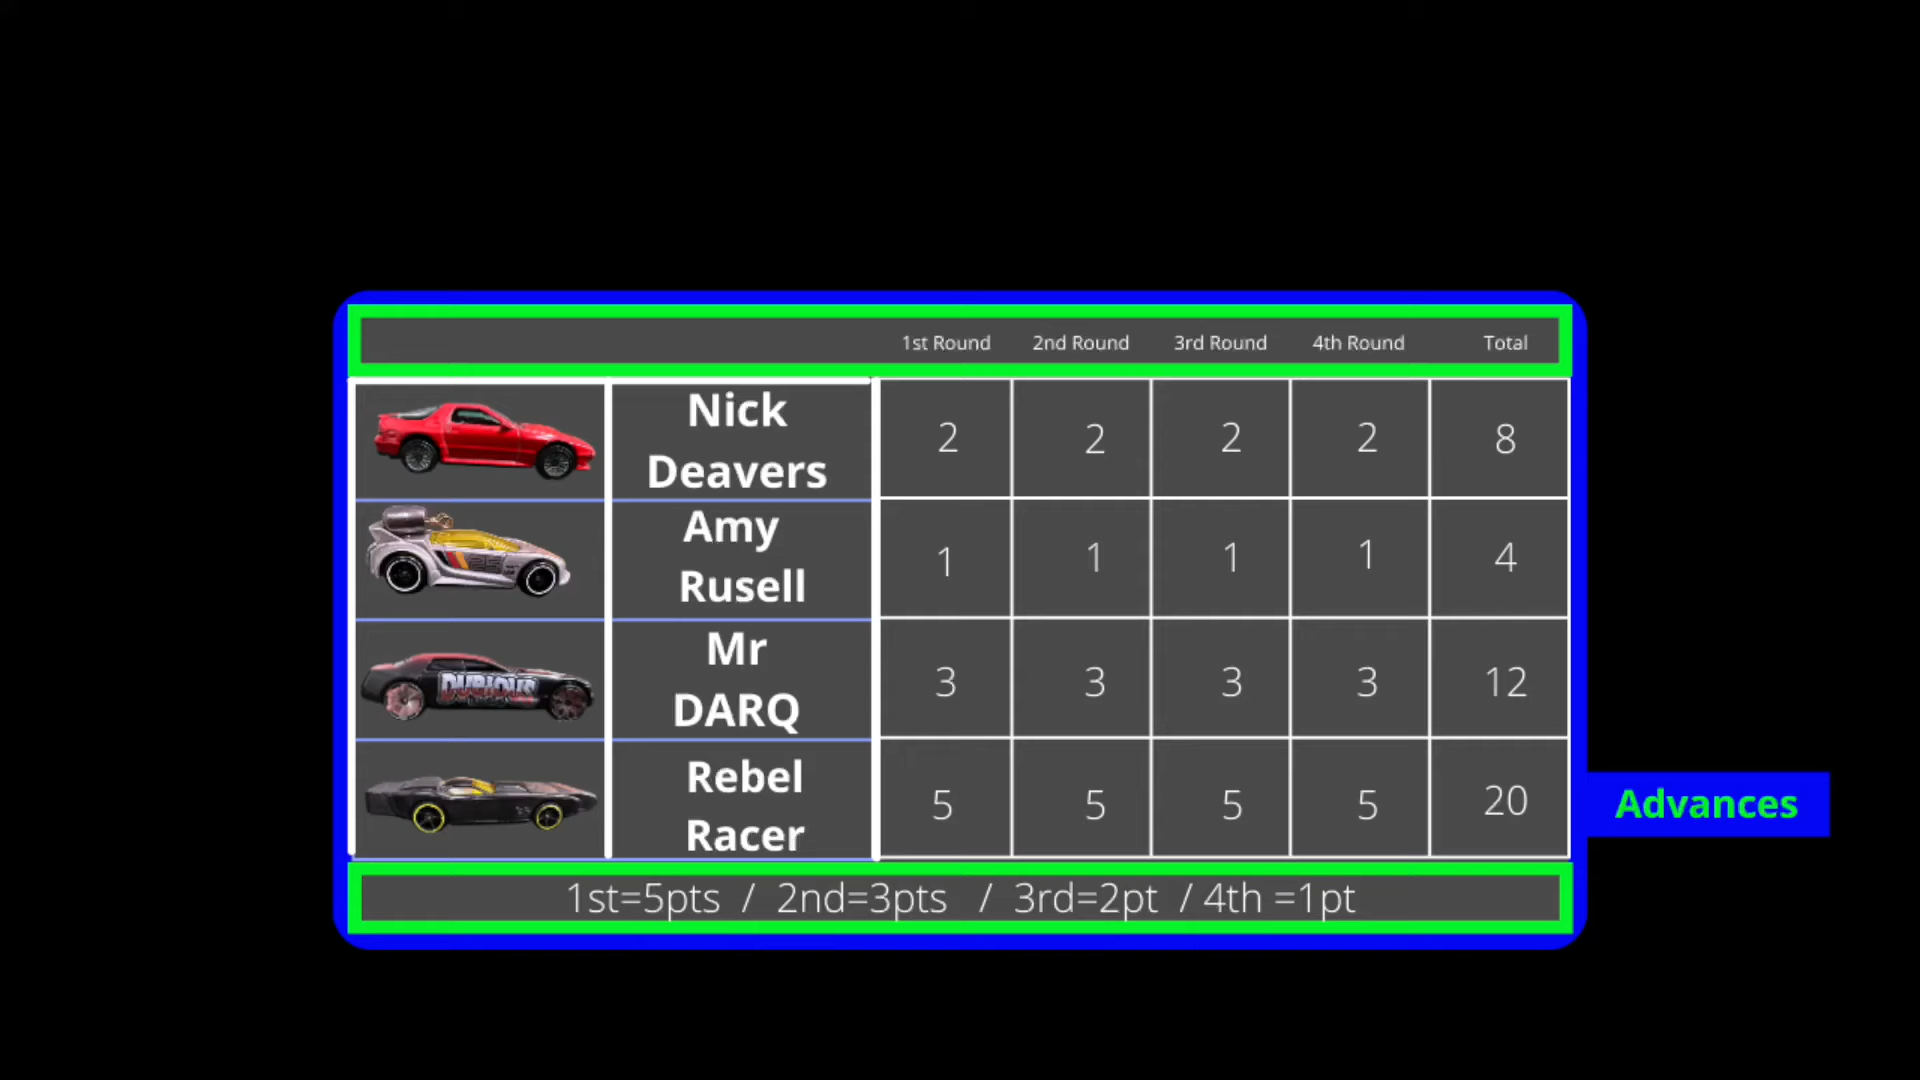 1st Round 2nd Round 3rd Round 4th Round Total
Nick
Deavers
2 2 2 2 8
Amy
Rusell
1 1 1 1 4
DUBIOUS
Mr
DARQ
3 3 3 3 12
Rebel
Racer
5 5 5 5 20
Advances
1st=5pts / 2nd=3pts / 3rd=2pt / 4th =1pt